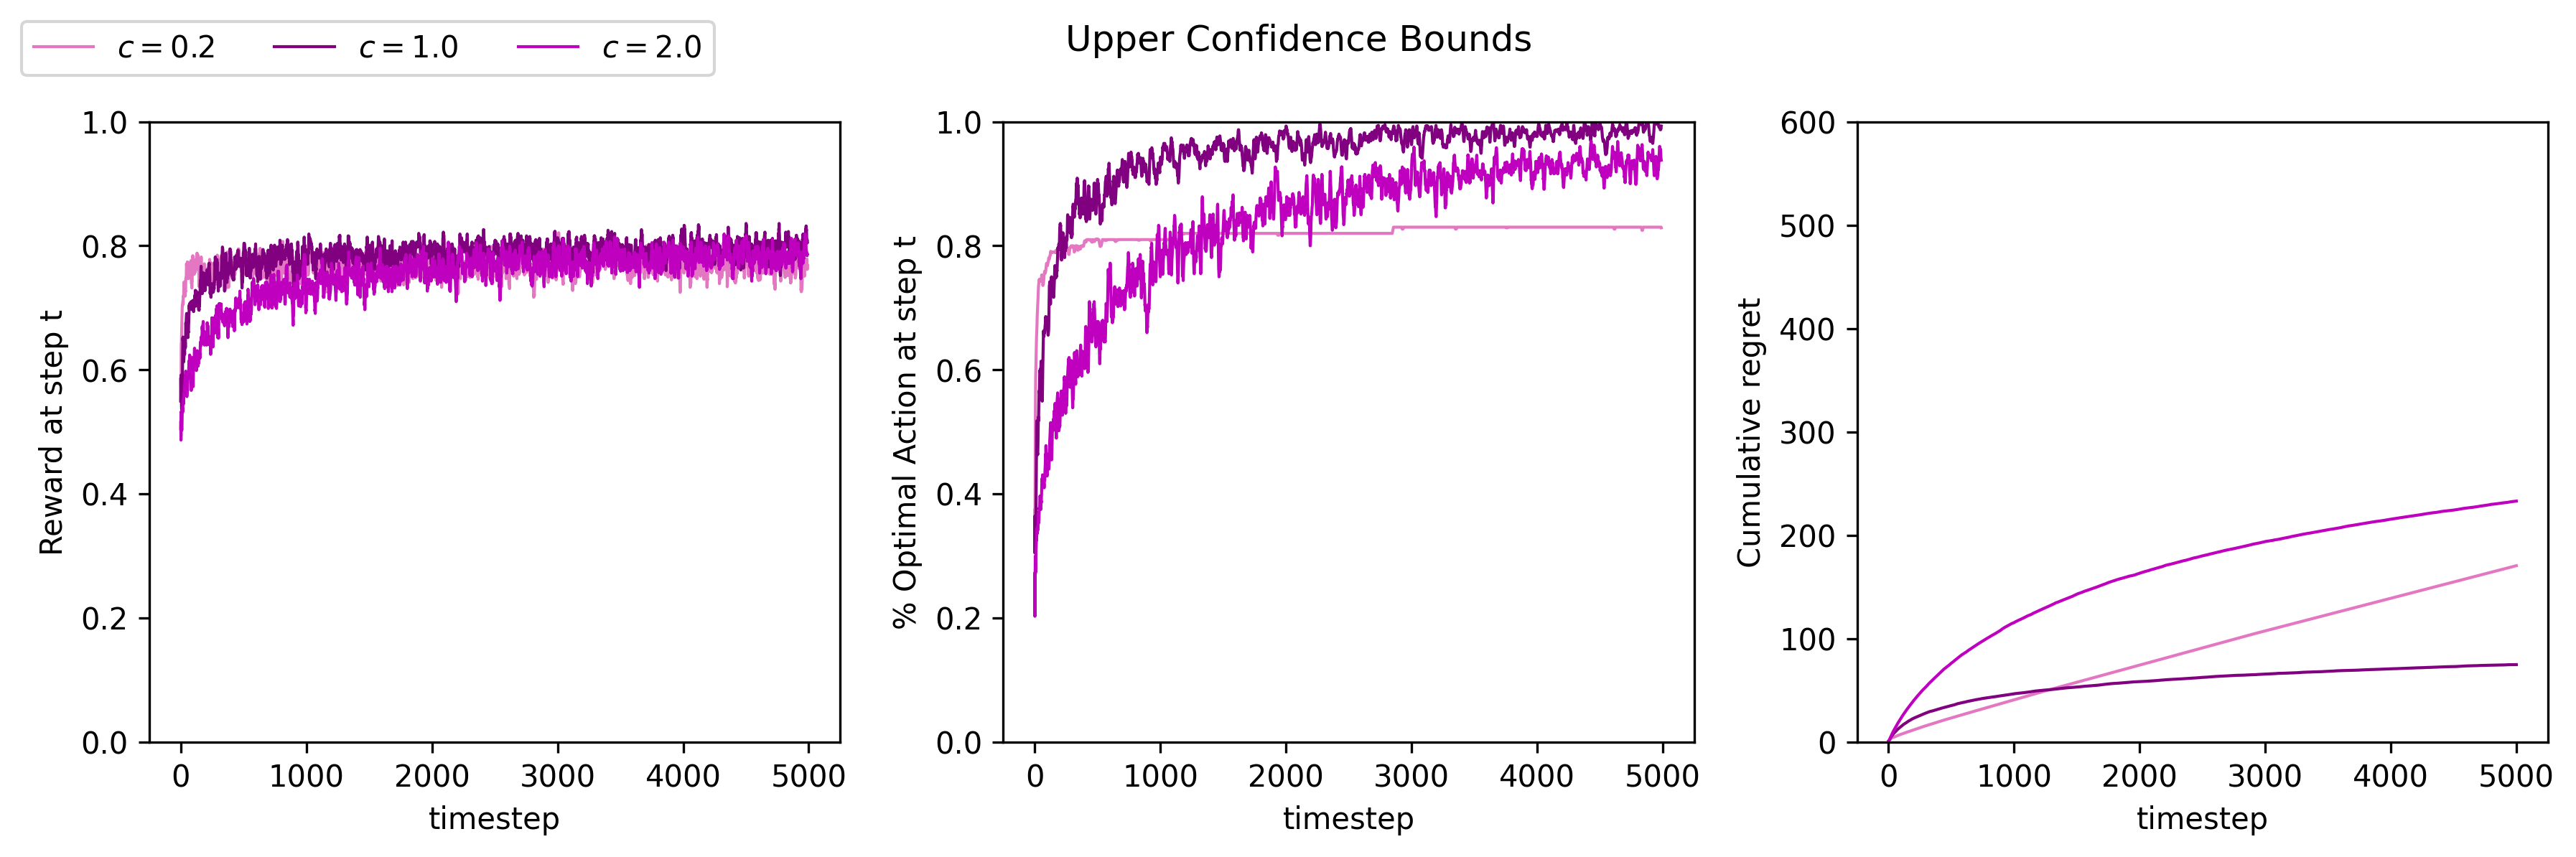 c = 0.2 c = 1.0 c = 2.0
Upper Confidence Bounds
Reward at step t
1.0
0.8
0.6
0.4
0.2
0.0
0 1000 2000 3000 4000 5000
timestep
% Optimal Action at step t
1.0
0.8
0.6
0.4
0.2
0.0
0 1000 2000 3000 4000 5000
timestep
Cumulative regret
600
500
400
300
200
100
0
0 1000 2000 3000 4000 5000
timestep